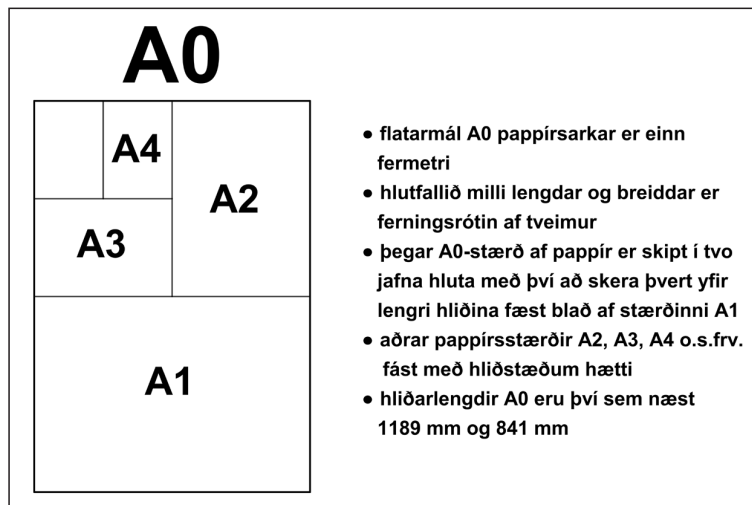 A0
A4
A2
A3
A1
● flatarmál A0 pappírsarkar er einn
fermetri
● hlutfallið milli lengdar og breiddar er
ferningsrótin af tveimur
● þegar A0-stærð af pappír er skipt í tvo
jafna hluta með því að skera þvert yfir
lengri hliðina fæst blað af stærðinni A1
● aðrar pappírsstærðir A2, A3, A4 o.s.frv.
fást með hliðstæðum hætti
● hliðarlengdir A0 eru því sem næst
1189 mm og 841 mm